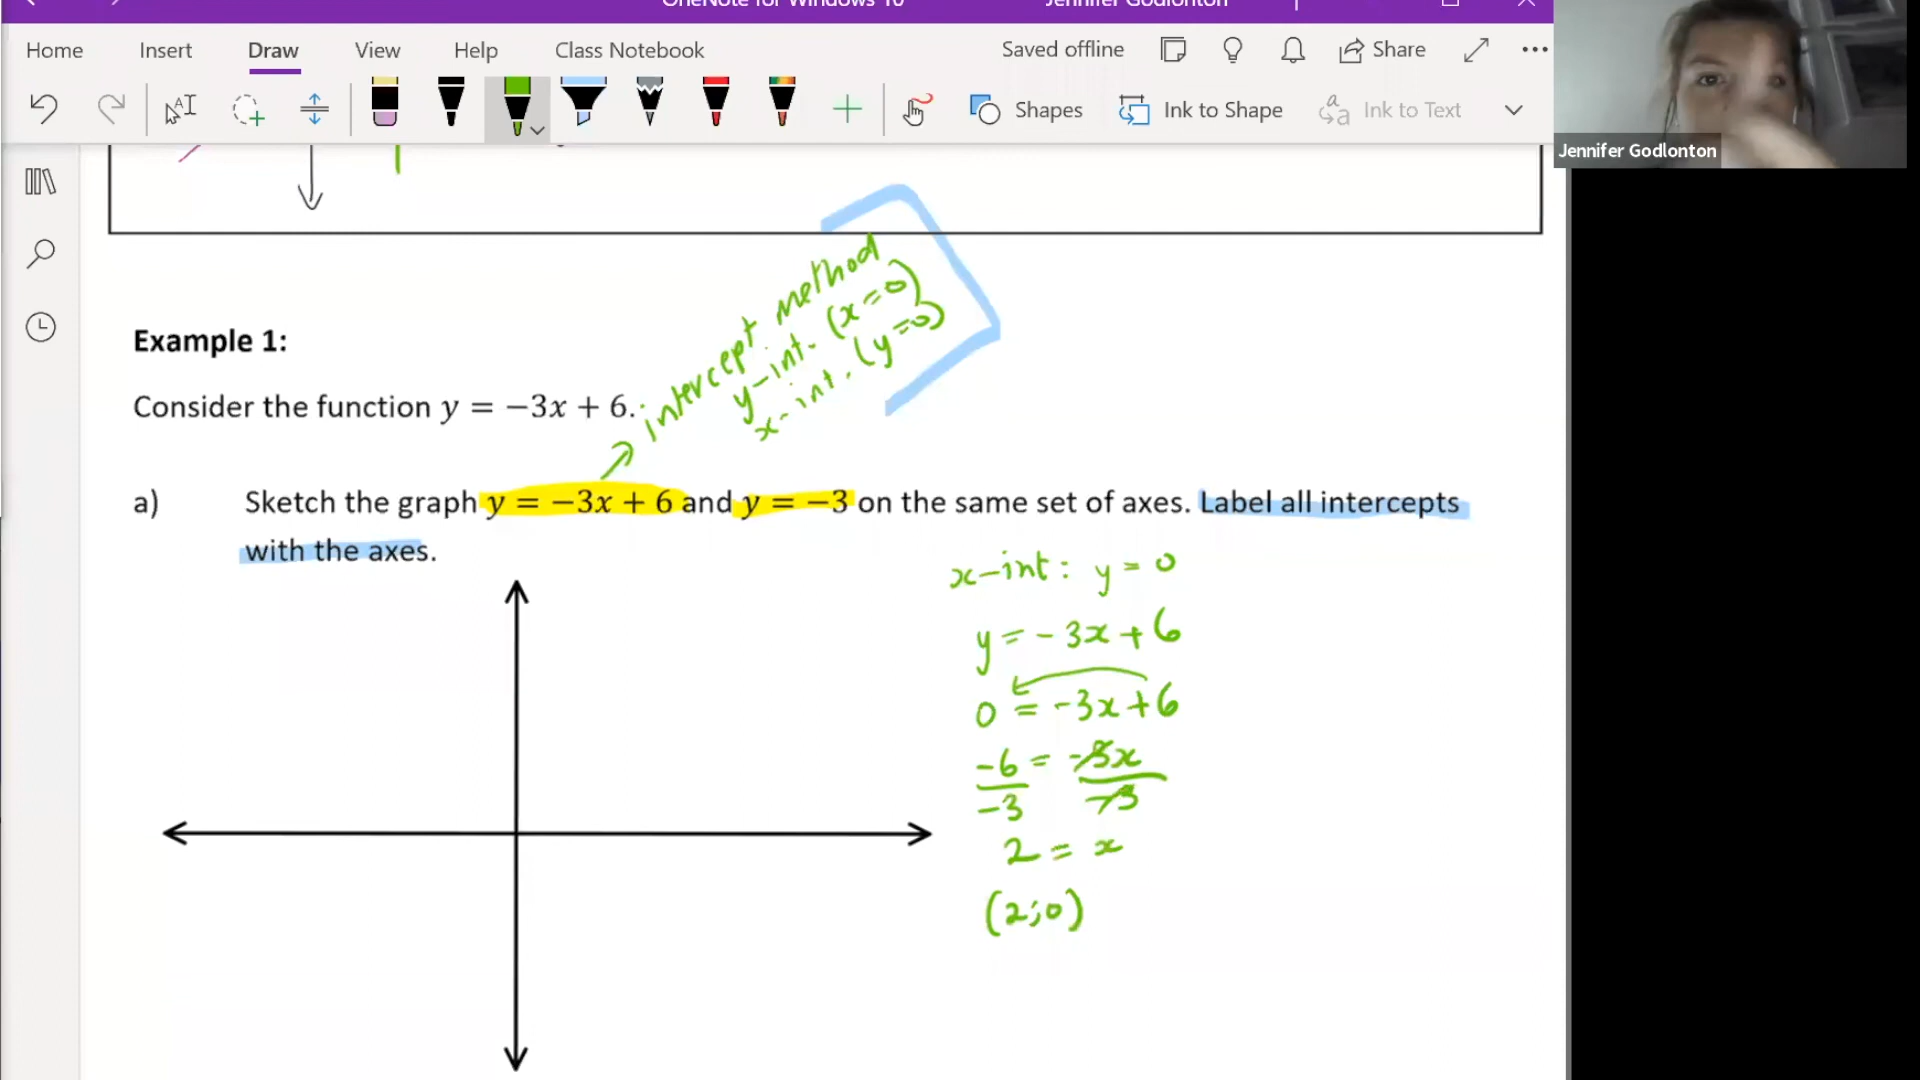 OneNote for Windows 10
Jennifer Godlonton
Home Insert Draw View Help Class Notebook
Saved offline Share
Shapes Ink to Shape Ink to Text
Jennifer Godlonton
intercept method
y-int. (x=0)
x-int. (y=0)
Example 1:
Consider the function y = −3x + 6.
a) Sketch the graph y = −3x + 6 and y = −3 on the same set of axes. Label all intercepts
with the axes.
x-int: y = 0
y = -3x + 6
0 = -3x + 6
-6 = -3x
-3 -3
2 = x
(2;0)